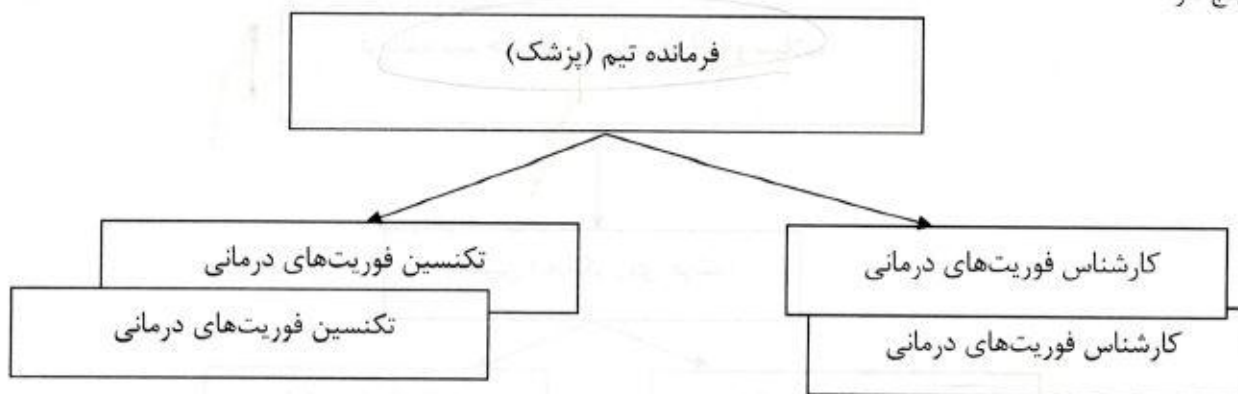 فرمانده تیم (پزشک)
کارشناس فوریت‌های درمانی
تکنسین فوریت‌های درمانی
کارشناس فوریت‌های درمانی
تکنسین فوریت‌های درمانی